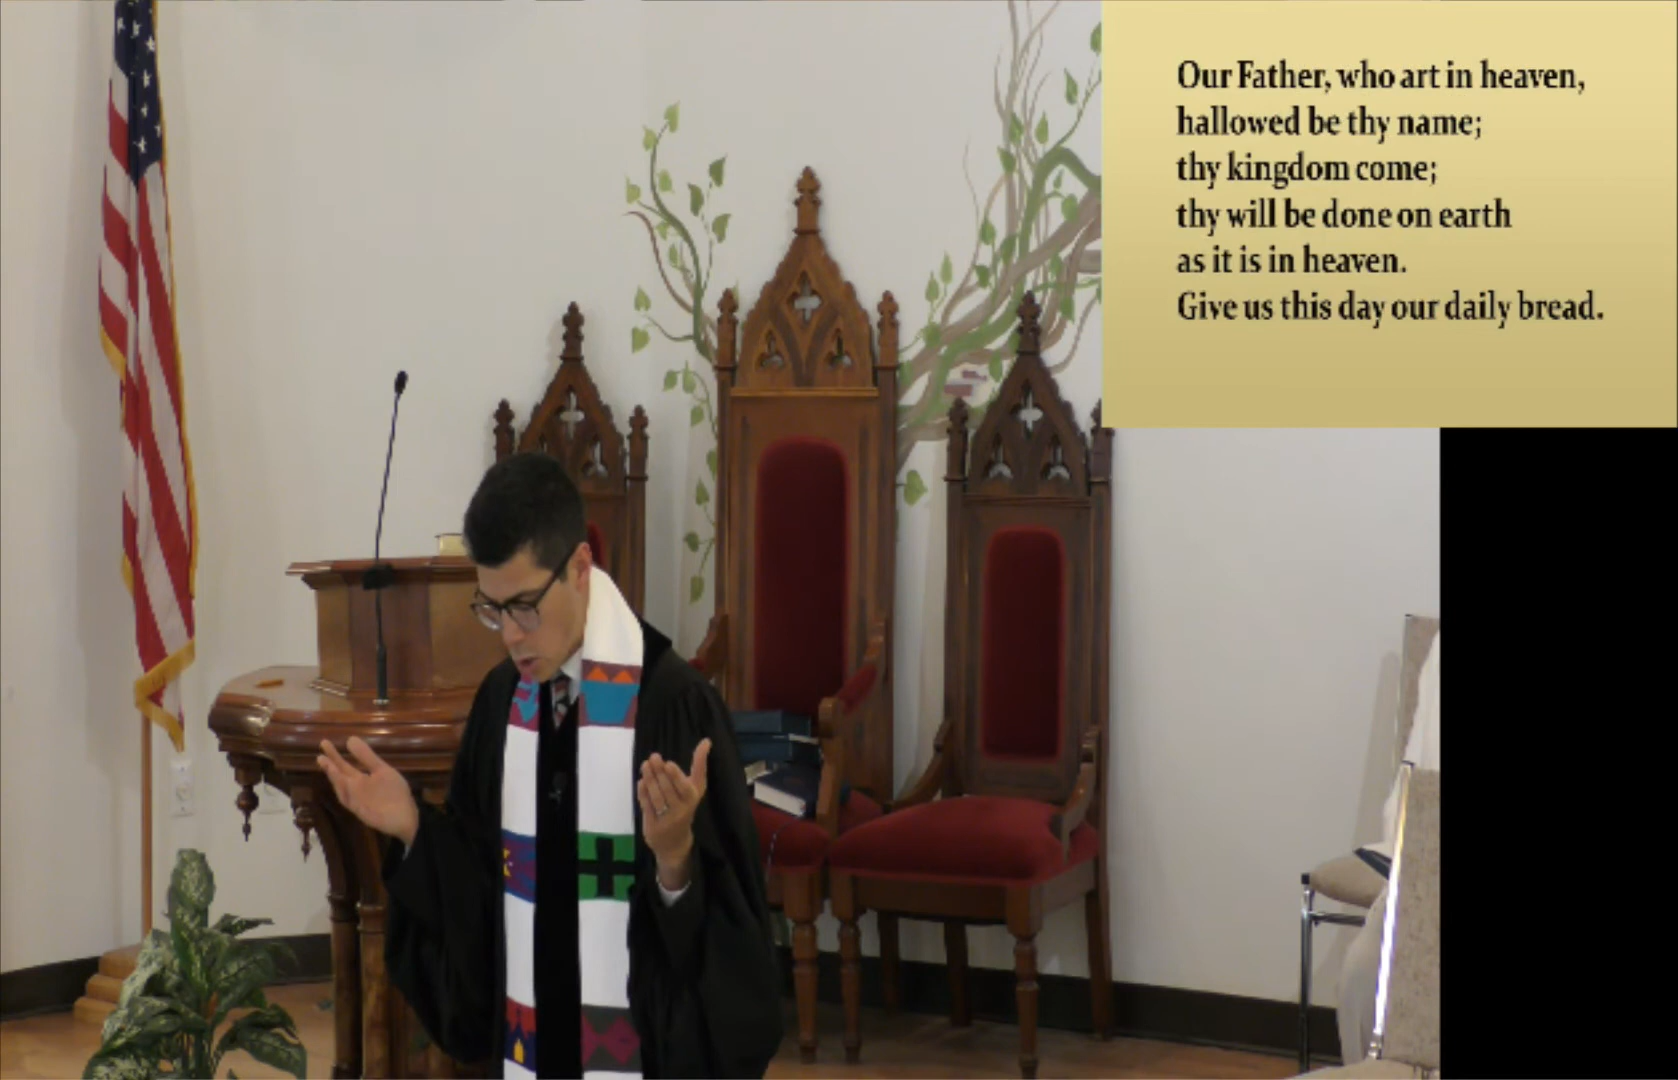 Our Father, who art in heaven,
hallowed be thy name;
thy kingdom come;
thy will be done on earth
as it is in heaven.
Give us this day our daily bread.